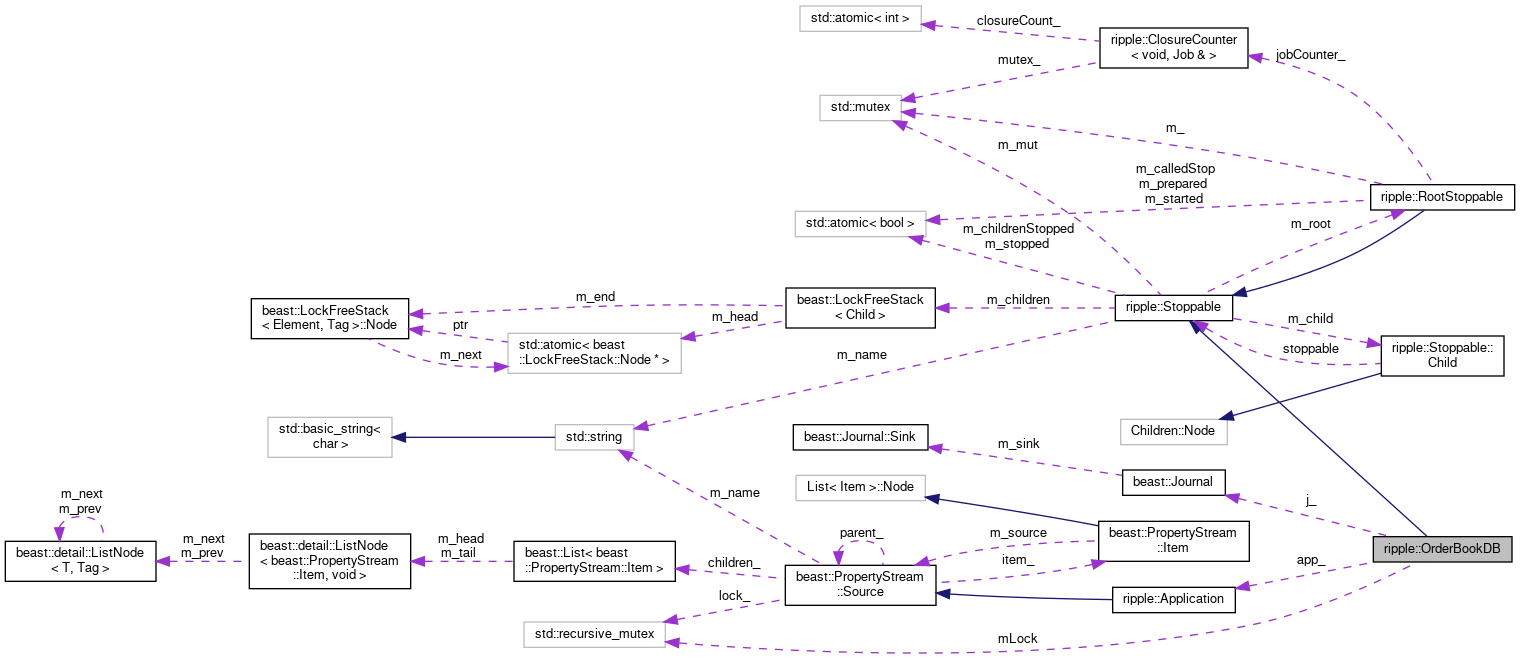 std::atomic< int >
closureCount_
ripple::ClosureCounter
< void, Job & >
jobCounter_
mutex_
std::mutex
m_
m_mut
m_calledStop
m_prepared
m_started
ripple::RootStoppable
std::atomic< bool >
m_childrenStopped
m_stopped
m_root
beast::LockFreeStack
< Element, Tag >::Node
m_end
beast::LockFreeStack
< Child >
m_children
ripple::Stoppable
ptr
m_head
m_next
std::atomic< beast
::LockFreeStack::Node * >
m_child
stoppable
ripple::Stoppable::
Child
m_name
std::basic_string<
char >
std::string
beast::Journal::Sink
m_sink
Children::Node
m_name
List< Item >::Node
beast::Journal
j_
m_next
m_prev
beast::detail::ListNode
< T, Tag >
m_next
m_prev
beast::detail::ListNode
< beast::PropertyStream
::Item, void >
m_head
m_tail
beast::List< beast
::PropertyStream::Item >
children_
parent_
beast::PropertyStream
::Source
m_source
item_
beast::PropertyStream
::Item
ripple::OrderBookDB
app_
ripple::Application
lock_
std::recursive_mutex
mLock